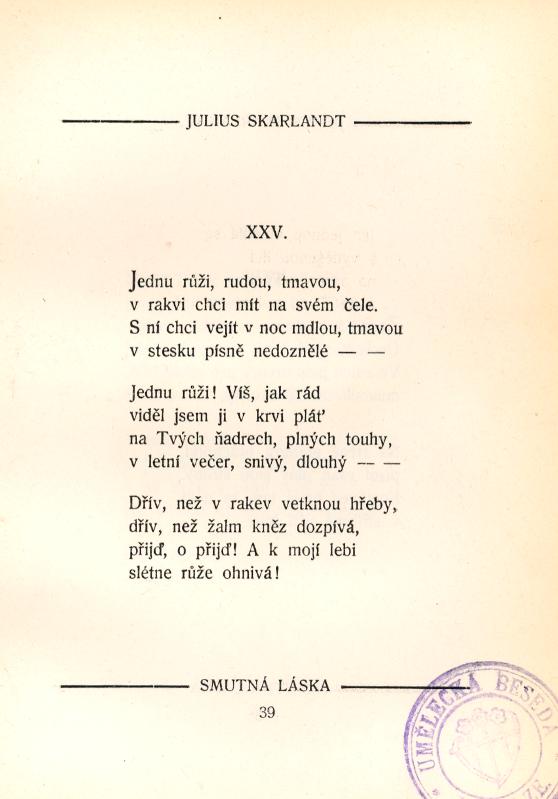 JULIUS SKARLANDT
XXV.
Jednu růži, rudou, tmavou,
v rakvi chci mít na svém čele.
S ní chci vejít v noc mdlou, tmavou
v stesku písně nedoznělé — —
Jednu růži! Víš, jak rád
viděl jsem ji v krvi pláť
na Tvých ňadrech, plných touhy,
v letní večer, snivý, dlouhý — —
Dřív, než v rakev vetknou hřeby,
dřív, než žalm kněz dozpívá,
přijď, o přijď! A k mojí lebi
slétne růže ohnivá!
SMUTNÁ LÁSKA
39
UMĚLECKÁ BESEDA